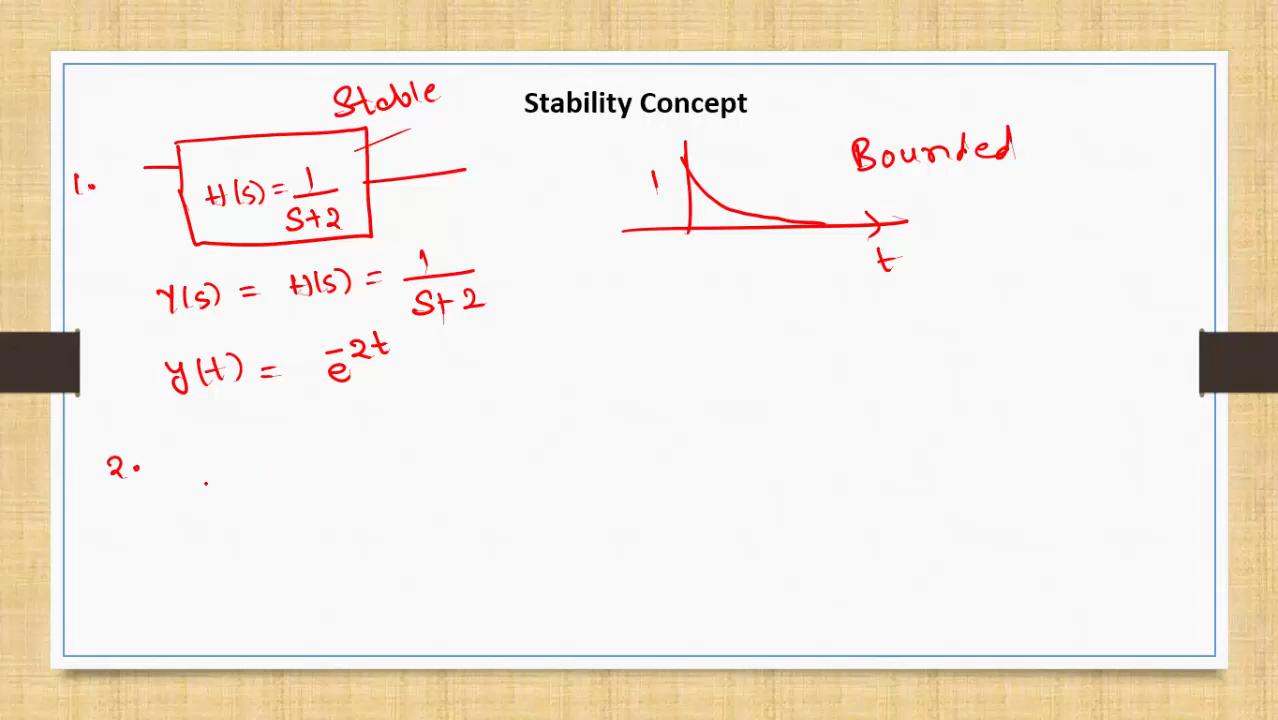 Stability Concept
Stable
1.
H(s) = 1/(S+2)
Y(s) = H(s) = 1/(S+2)
y(t) = e^-2t
1
Bounded
t
2.